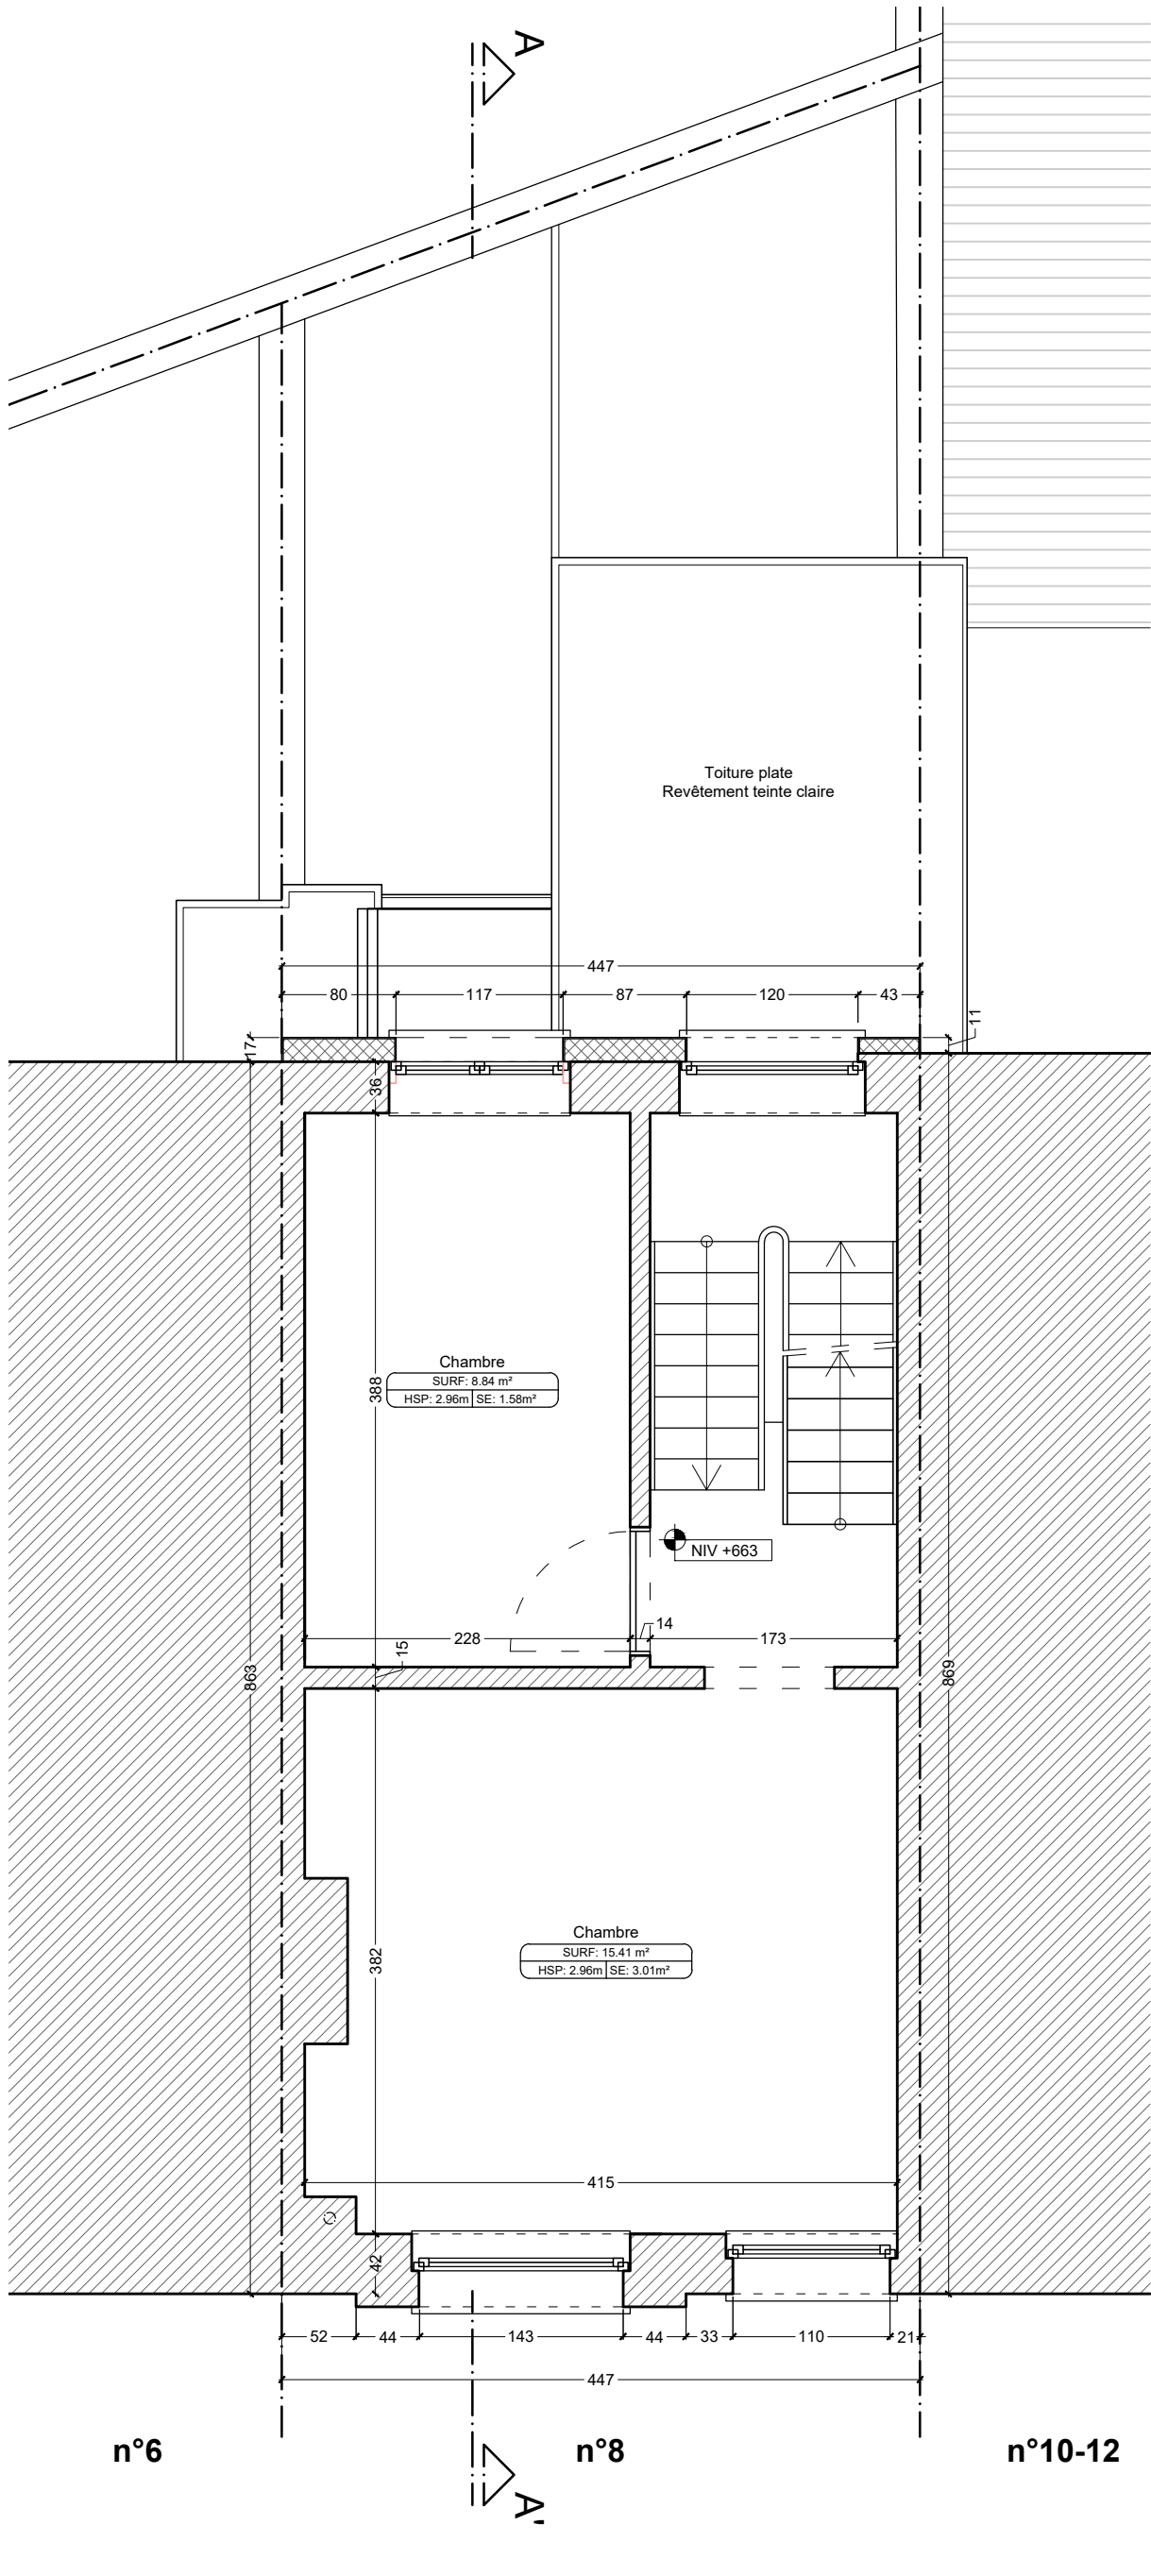 A
Toiture plate
Revêtement teinte claire
447
80
117
87
120
43
17
11
36
Chambre
SURF: 8.84 m²
HSP: 2.96m SE: 1.58m²
388
NIV +663
14
228
173
15
863
869
Chambre
SURF: 15.41 m²
HSP: 2.96m SE: 3.01m²
382
415
42
52
44
143
44
33
110
21
447
n°6
n°8
n°10-12
A'